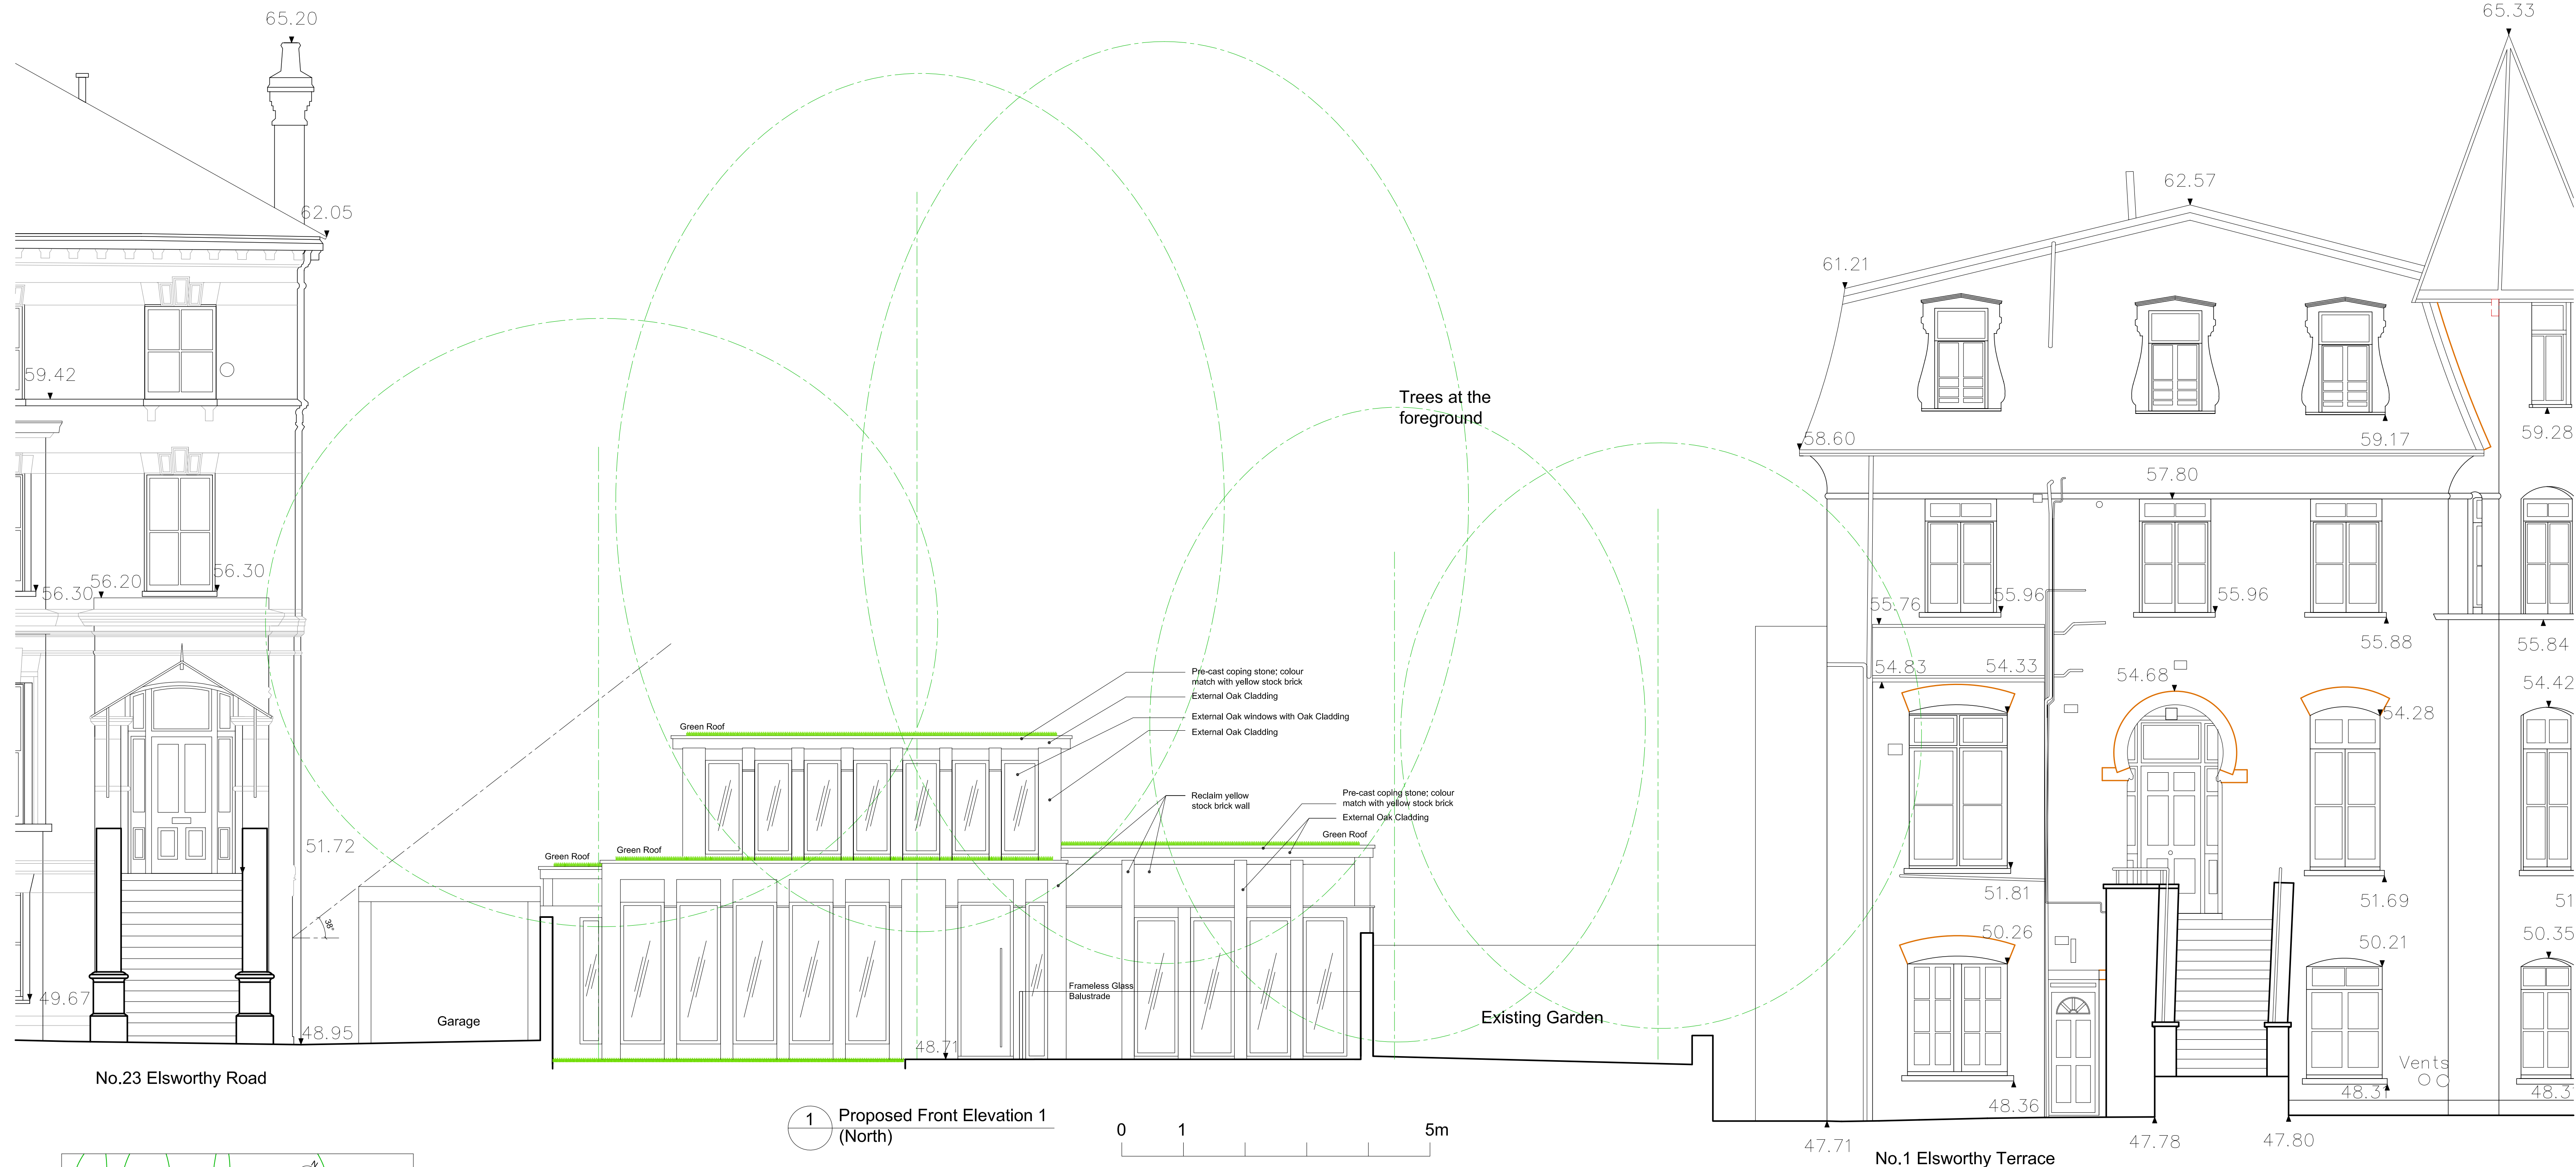 65.20
65.33
62.05
62.57
61.21
59.42
Trees at the
foreground
58.60
59.17
59.28
57.80
56.30
56.20
56.30
55.76
55.96
55.96
55.88
55.84
54.83
54.33
54.68
54.42
54.28
Pre-cast coping stone; colour
match with yellow stock brick
External Oak Cladding
External Oak windows with Oak Cladding
External Oak Cladding
Green Roof
Reclaim yellow
stock brick wall
Pre-cast coping stone; colour
match with yellow stock brick
External Oak Cladding
Green Roof
Green Roof
Green Roof
51.72
38°
51.81
51.69
51
50.26
50.21
50.35
49.67
48.95
Garage
48.71
Frameless Glass
Balustrade
Existing Garden
Vents
48.36
48.31
48.3
No.23 Elsworthy Road
1
Proposed Front Elevation 1
(North)
0 1 5m
47.71
47.78
47.80
No.1 Elsworthy Terrace
N